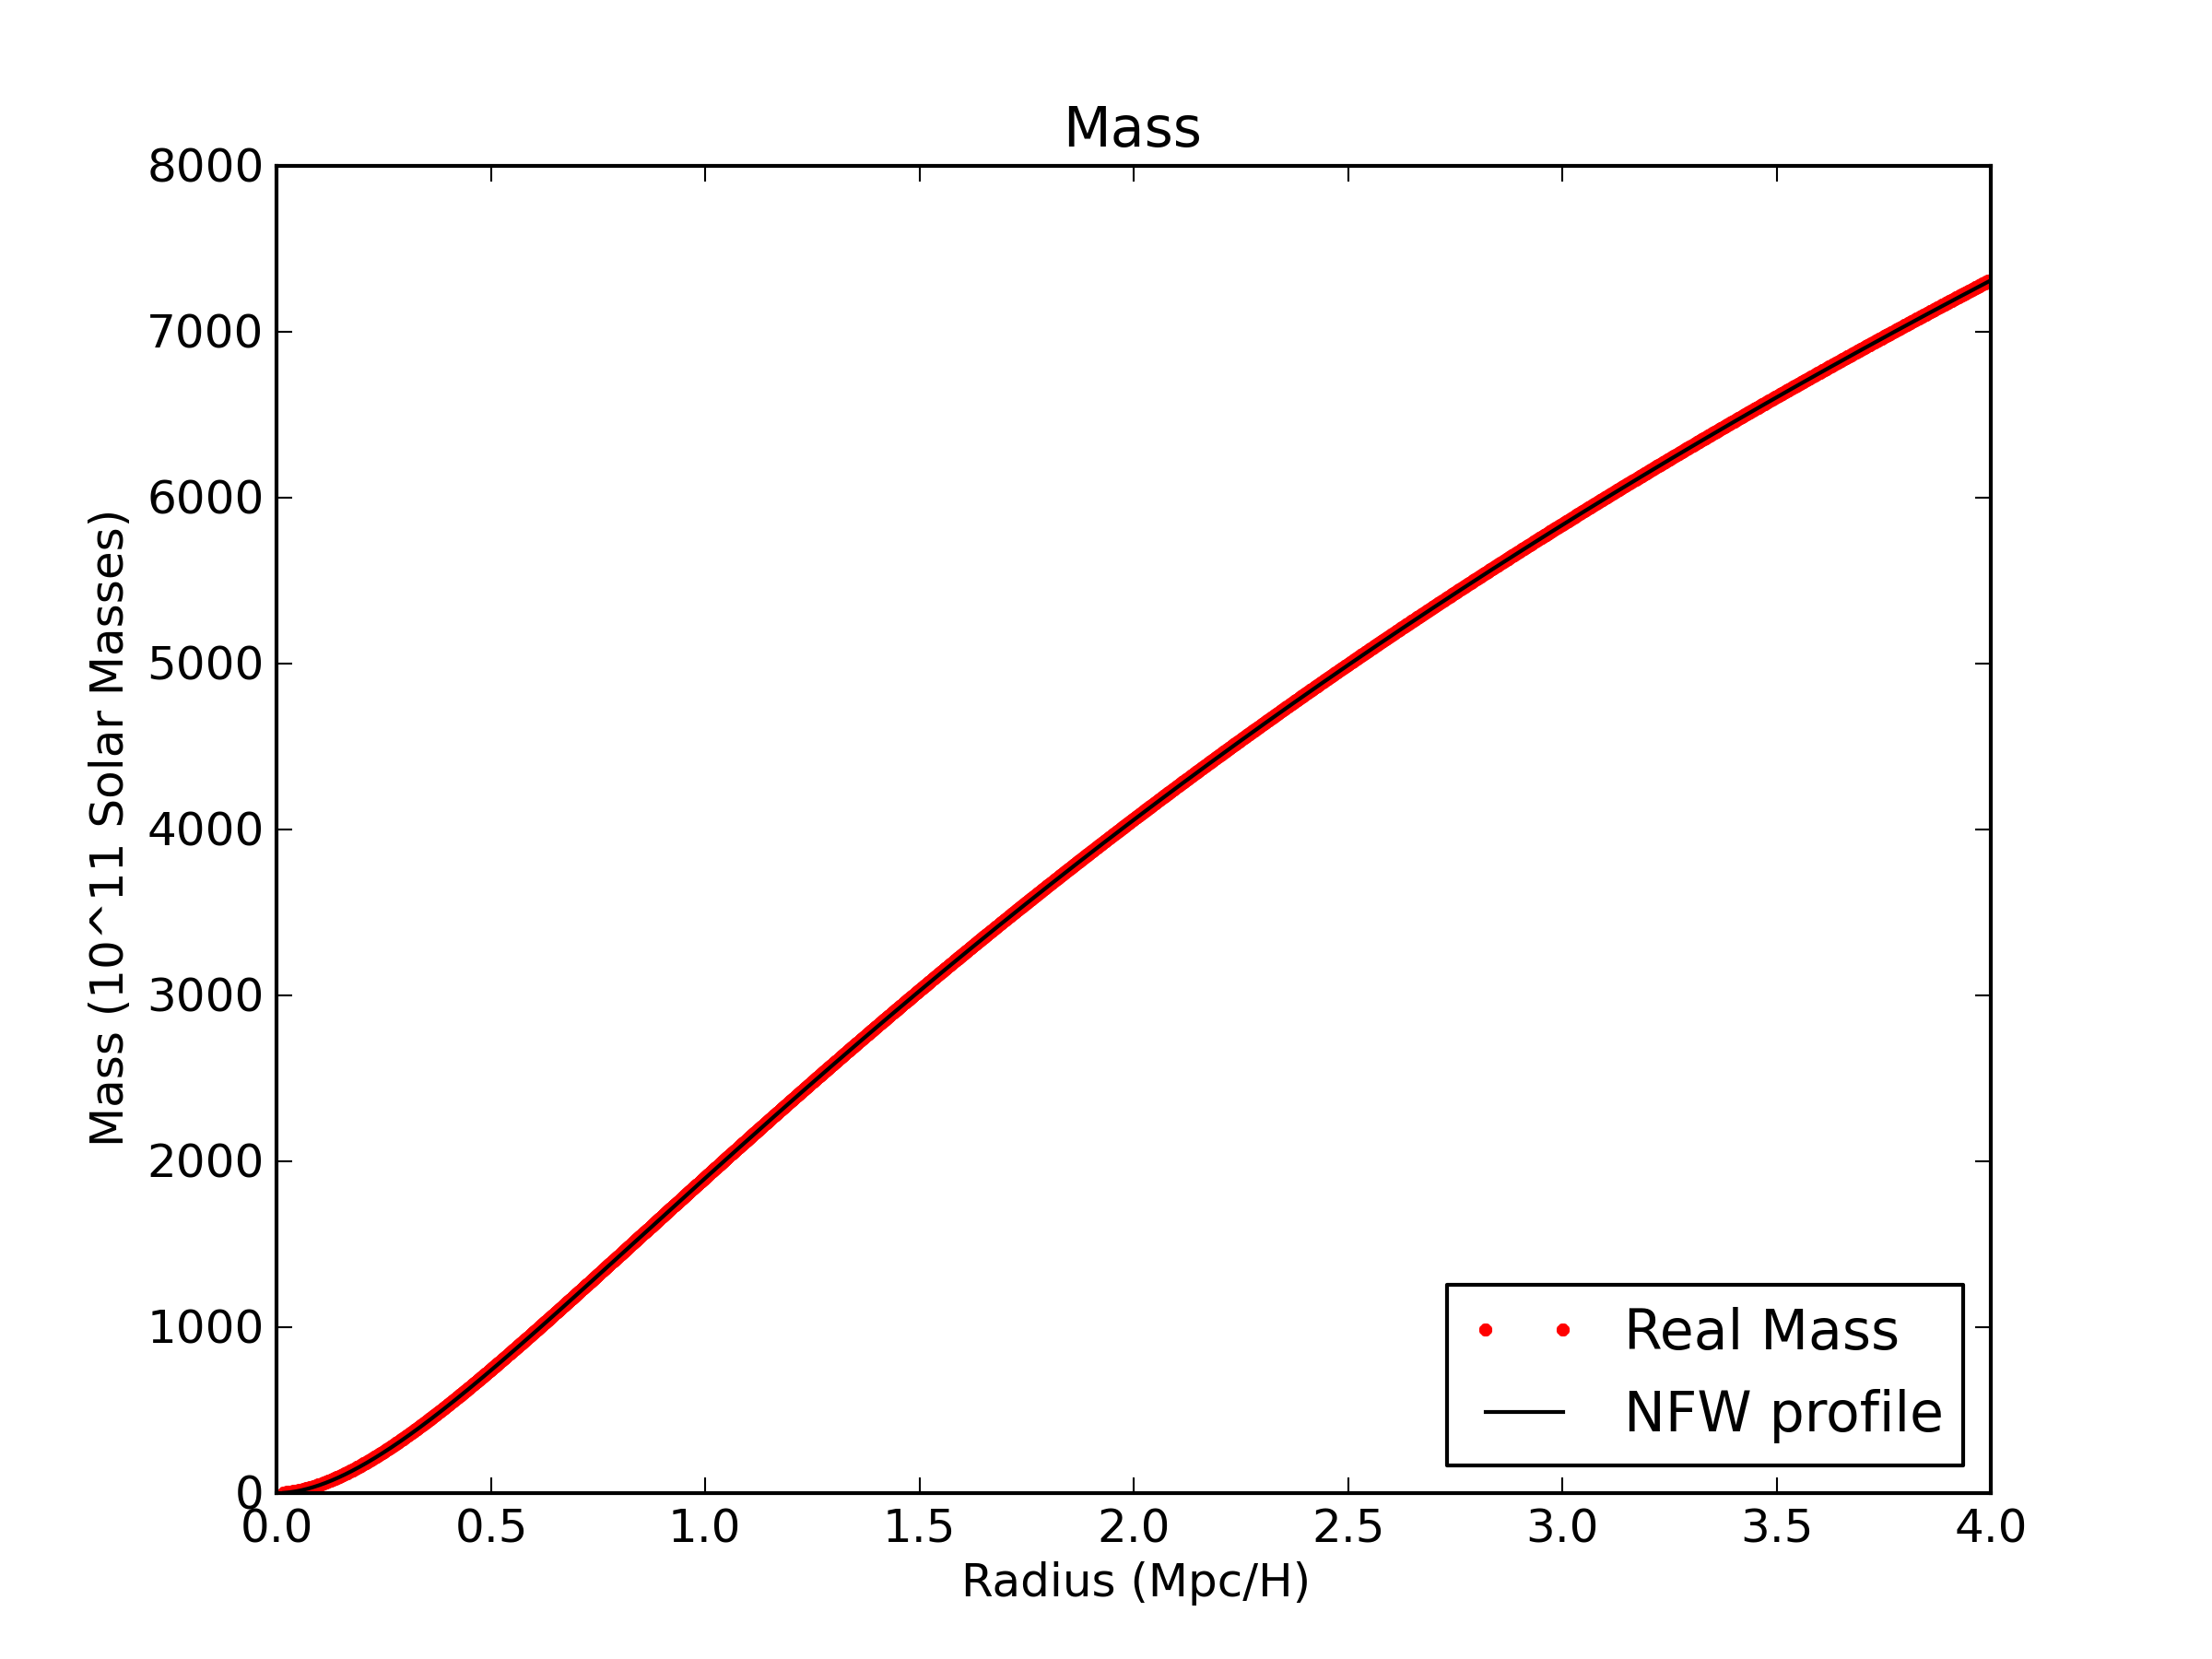 Mass
8000
7000
6000
5000
4000
3000
2000
1000
0
Mass (10^11 Solar Masses)
0.0 0.5 1.0 1.5 2.0 2.5 3.0 3.5 4.0
Radius (Mpc/H)
Real Mass
NFW profile